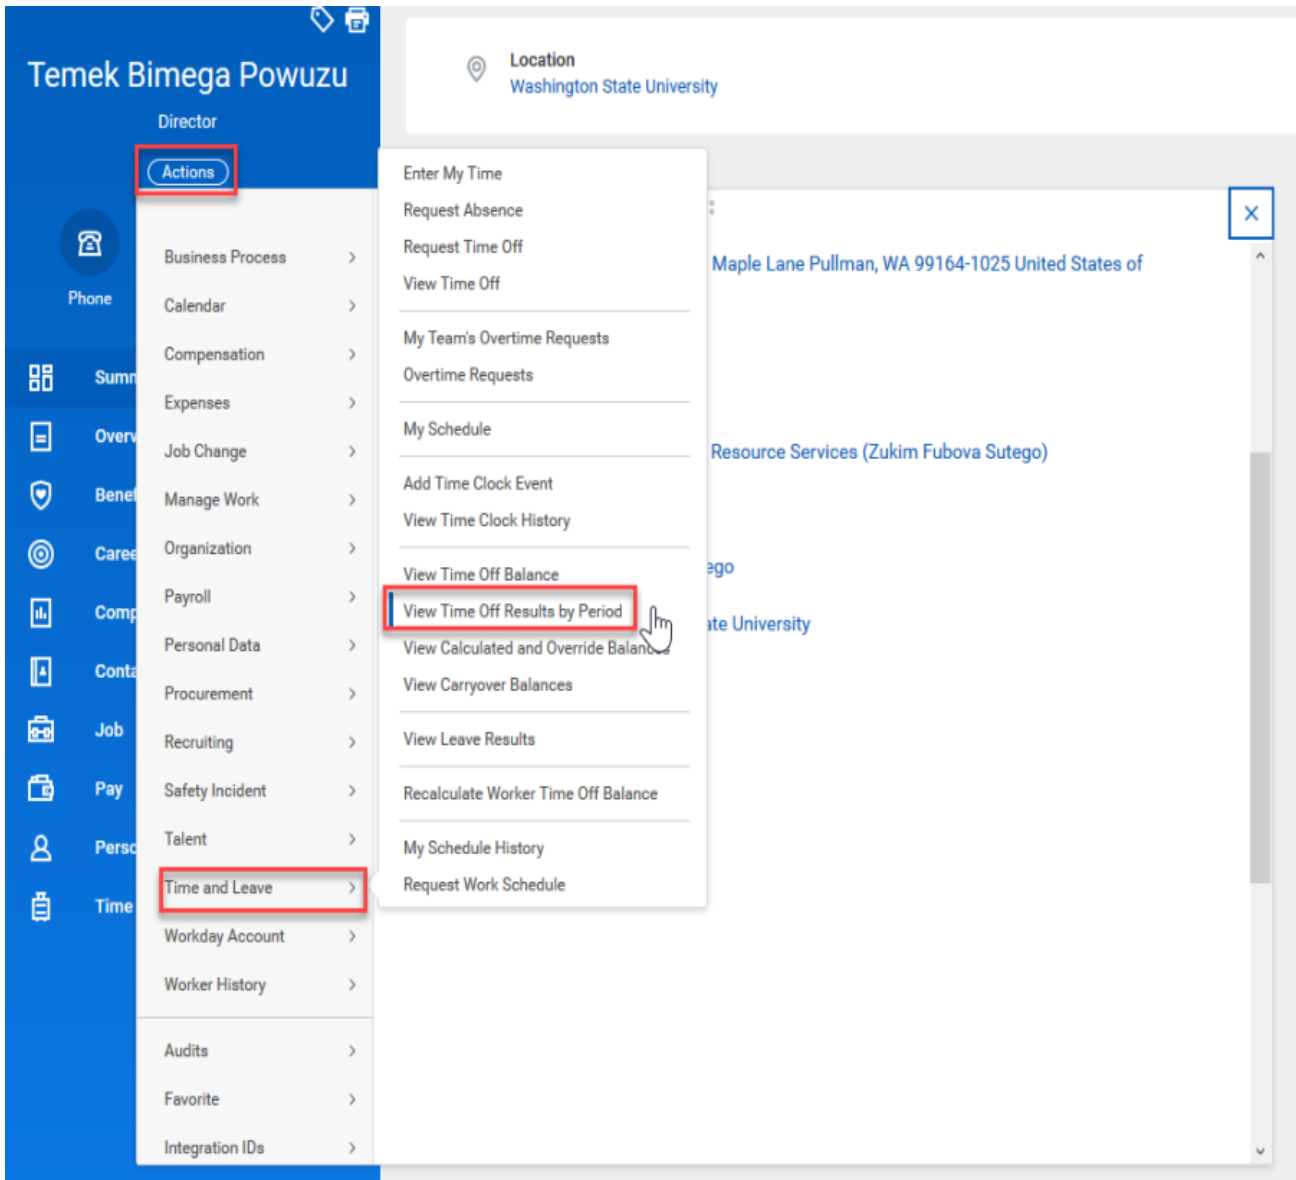 Temek Bimega Powuzu
Director
Actions
Phone
Summ
Overv
Benef
Caree
Comp
Conta
Job
Pay
Perso
Time
Business Process
Calendar
Compensation
Expenses
Job Change
Manage Work
Organization
Payroll
Personal Data
Procurement
Recruiting
Safety Incident
Talent
Time and Leave
Workday Account
Worker History
Audits
Favorite
Integration IDs
Enter My Time
Request Absence
Request Time Off
View Time Off
My Team's Overtime Requests
Overtime Requests
My Schedule
Add Time Clock Event
View Time Clock History
View Time Off Balance
View Time Off Results by Period
View Calculated and Override Balances
View Carryover Balances
View Leave Results
Recalculate Worker Time Off Balance
My Schedule History
Request Work Schedule
Location
Washington State University
Maple Lane Pullman, WA 99164-1025 United States of
Resource Services (Zukim Fubova Sutego)
ego
ate University